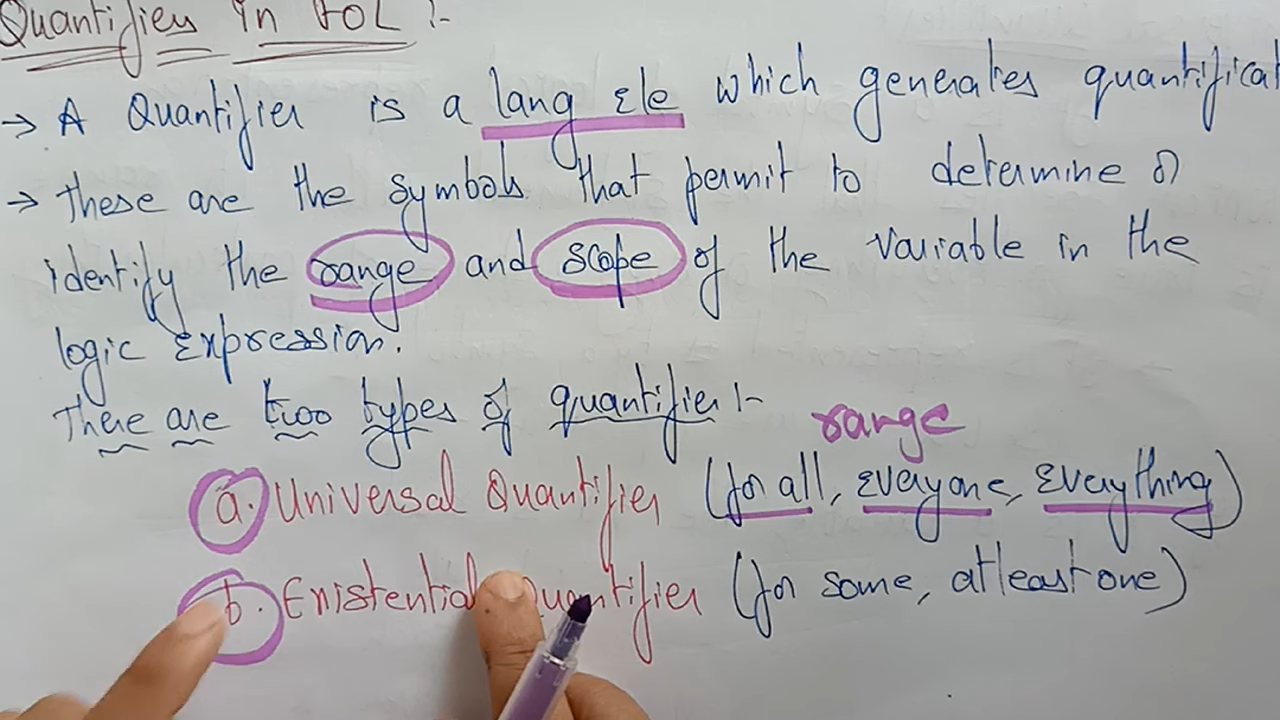 Quantifier in FOL :-
→ A Quantifier is a lang Ele which generates quantificat
→ These are the symbols that permit to determine or
identify the range and scope of the variable in the
logic Expression.
There are two types of quantifier :-
range
a. Universal Quantifier (for all, Everyone, Everything)
b. Existential Quantifier (for some, atleast one)